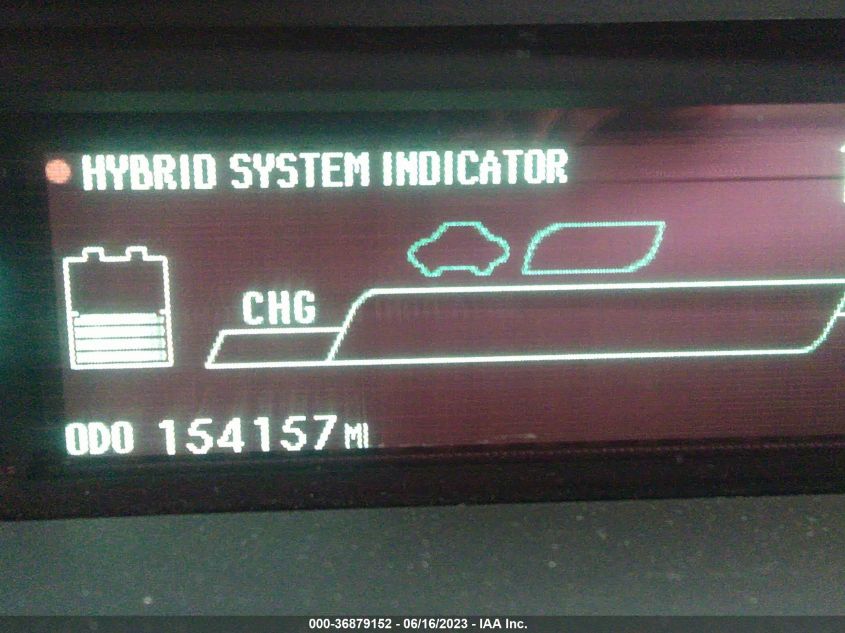 HYBRID SYSTEM INDICATOR
CHG
ODO 154157 MI
000-36879152 - 06/16/2023 - IAA Inc.